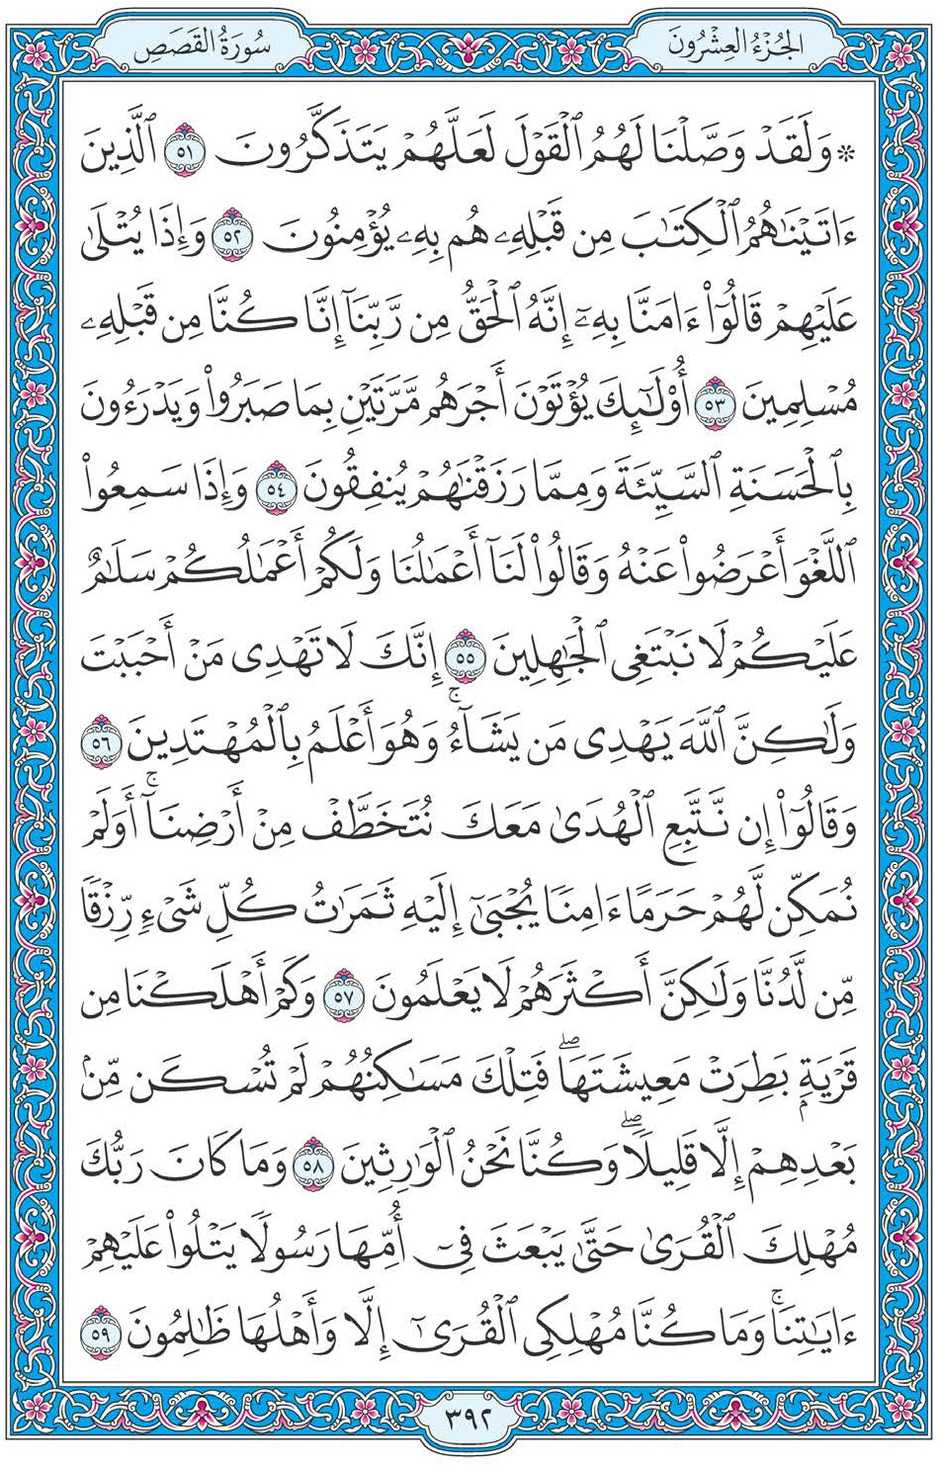 سُورَةُ القَصَصِ
الجُزْءُ العِشْرُونَ
۞ وَلَقَدْ وَصَّلْنَا لَهُمُ ٱلْقَوْلَ لَعَلَّهُمْ يَتَذَكَّرُونَ ٥١ ٱلَّذِينَ
ءَاتَيْنَٰهُمُ ٱلْكِتَٰبَ مِن قَبْلِهِۦ هُم بِهِۦ يُؤْمِنُونَ ٥٢ وَإِذَا يُتْلَىٰ
عَلَيْهِمْ قَالُوٓا۟ ءَامَنَّا بِهِۦٓ إِنَّهُ ٱلْحَقُّ مِن رَّبِّنَآ إِنَّا كُنَّا مِن قَبْلِهِۦ
مُسْلِمِينَ ٥٣ أُو۟لَٰٓئِكَ يُؤْتَوْنَ أَجْرَهُم مَّرَّتَيْنِ بِمَا صَبَرُوا۟ وَيَدْرَءُونَ
بِٱلْحَسَنَةِ ٱلسَّيِّئَةَ وَمِمَّا رَزَقْنَٰهُمْ يُنفِقُونَ ٥٤ وَإِذَا سَمِعُوا۟
ٱللَّغْوَ أَعْرَضُوا۟ عَنْهُ وَقَالُوا۟ لَنَآ أَعْمَٰلُنَا وَلَكُمْ أَعْمَٰلُكُمْ سَلَٰمٌ
عَلَيْكُمْ لَا نَبْتَغِى ٱلْجَٰهِلِينَ ٥٥ إِنَّكَ لَا تَهْدِى مَنْ أَحْبَبْتَ
وَلَٰكِنَّ ٱللَّهَ يَهْدِى مَن يَشَآءُ ۚ وَهُوَ أَعْلَمُ بِٱلْمُهْتَدِينَ ٥٦
وَقَالُوٓا۟ إِن نَّتَّبِعِ ٱلْهُدَىٰ مَعَكَ نُتَخَطَّفْ مِنْ أَرْضِنَآ ۚ أَوَلَمْ
نُمَكِّن لَّهُمْ حَرَمًا ءَامِنًا يُجْبَىٰٓ إِلَيْهِ ثَمَرَٰتُ كُلِّ شَىْءٍ رِّزْقًا
مِّن لَّدُنَّا وَلَٰكِنَّ أَكْثَرَهُمْ لَا يَعْلَمُونَ ٥٧ وَكَمْ أَهْلَكْنَا مِن
قَرْيَةٍۭ بَطِرَتْ مَعِيشَتَهَا ۖ فَتِلْكَ مَسَٰكِنُهُمْ لَمْ تُسْكَن مِّنۢ
بَعْدِهِمْ إِلَّا قَلِيلًا ۖ وَكُنَّا نَحْنُ ٱلْوَٰرِثِينَ ٥٨ وَمَا كَانَ رَبُّكَ
مُهْلِكَ ٱلْقُرَىٰ حَتَّىٰ يَبْعَثَ فِىٓ أُمِّهَا رَسُولًا يَتْلُوا۟ عَلَيْهِمْ
ءَايَٰتِنَا ۚ وَمَا كُنَّا مُهْلِكِى ٱلْقُرَىٰٓ إِلَّا وَأَهْلُهَا ظَٰلِمُونَ ٥٩
٣٩٢